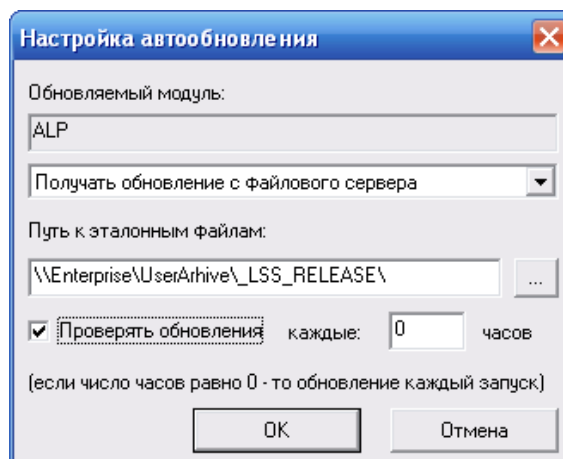 Настройка автообновления
Обновляемый модуль:
ALP
Получать обновление с файлового сервера
Путь к эталонным файлам:
\\Enterprise\UserArhive\_LSS_RELEASE\
...
Проверять обновления каждые: 0 часов
(если число часов равно 0 - то обновление каждый запуск)
OK Отмена